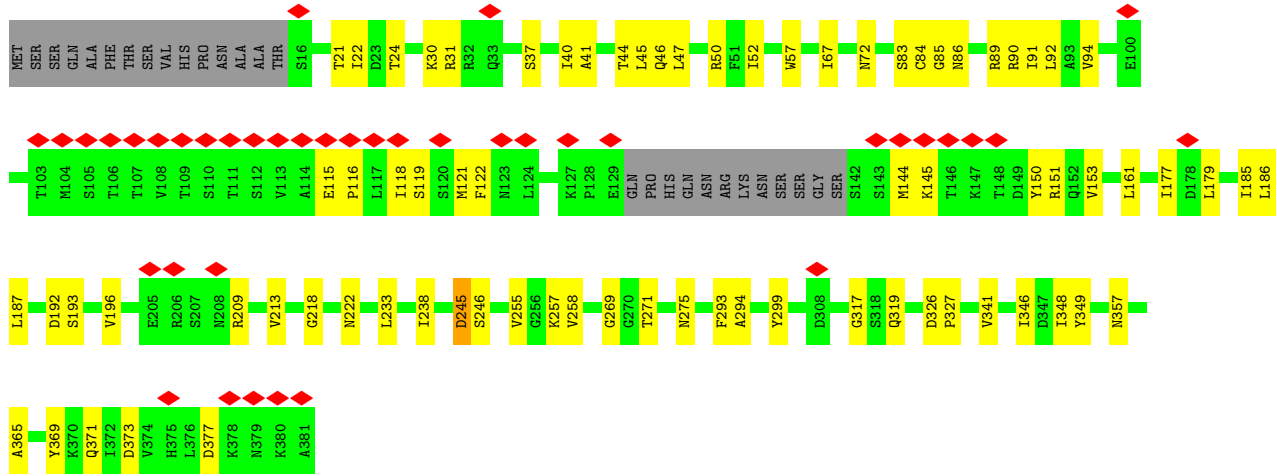 MET SER SER GLN ALA PHE THR SER VAL HIS PRO ASN ALA ALA THR S16 T21 I22 D23 T24 K30 R31 R32 Q33 S37 I40 A41 T44 L45 Q46 L47 R50 F51 I52 W57 I67 N72 S83 C84 G85 N86 R89 R90 I91 L92 A93 V94 E100
T103 M104 S105 T106 T107 V108 T109 S110 T111 S112 V113 A114 E115 P116 L117 I118 S119 S120 M121 F122 N123 L124 K127 P128 E129 GLN PRO HIS GLN ASN ARG LYS ASN SER SER GLY SER S142 S143 M144 K145 T146 K147 T148 D149 Y150 R151 Q152 V153 L161 I177 D178 L179 I185 L186
L187 D192 S193 V196 E205 R206 S207 N208 R209 V213 G218 N222 L233 I238 D245 S246 V255 G256 K257 V258 G269 G270 T271 N275 F293 A294 Y299 D308 G317 S318 Q319 D326 P327 V341 I346 D347 I348 Y349 N357
A365 Y369 K370 Q371 I372 D373 V374 H375 L376 D377 K378 N379 K380 A381